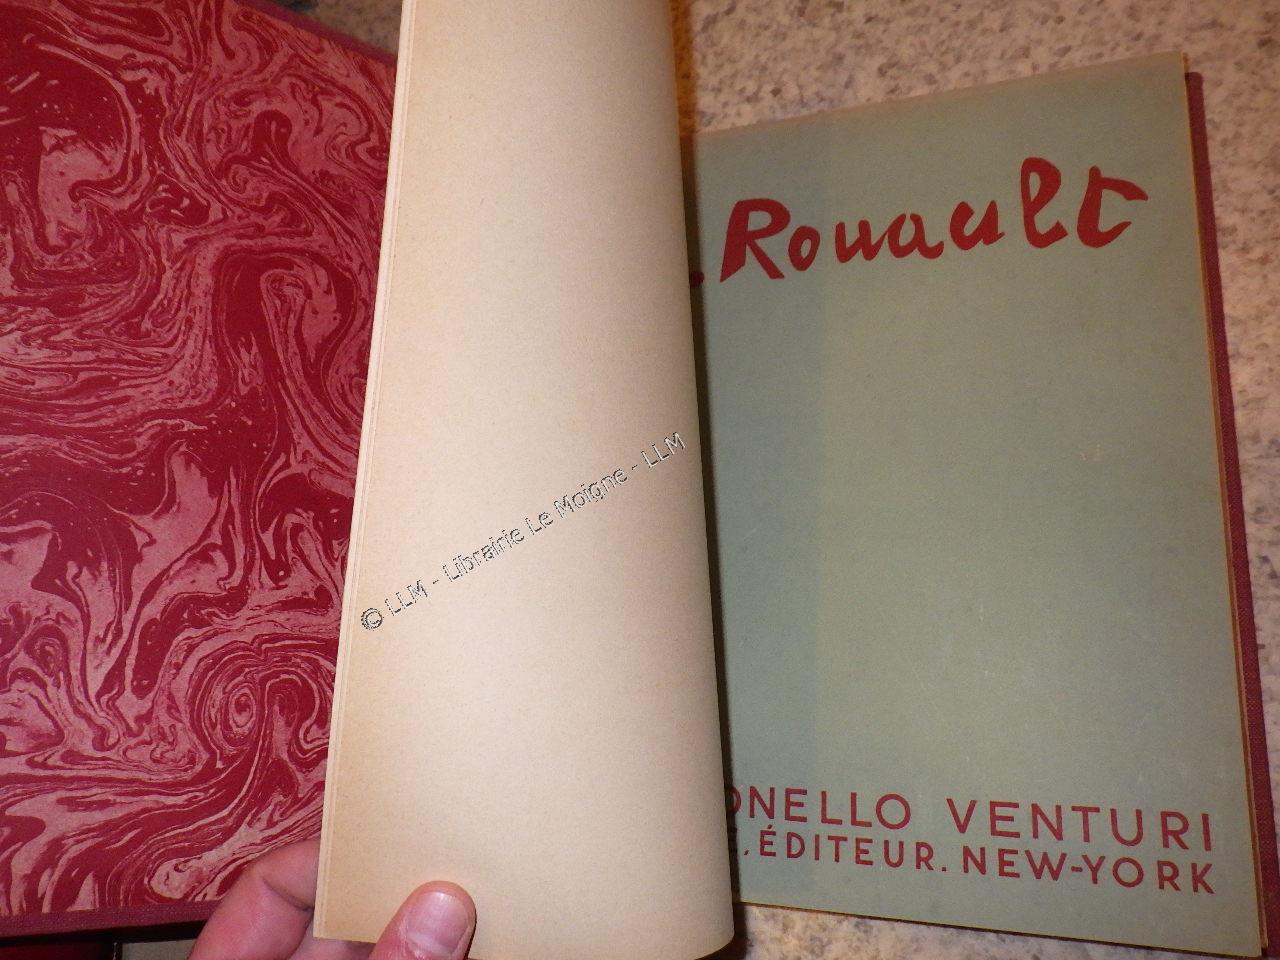 . Rouault
© LLM - Librairie Le Moigne - LLM
ONELLO VENTURI
E. ÉDITEUR. NEW-YORK